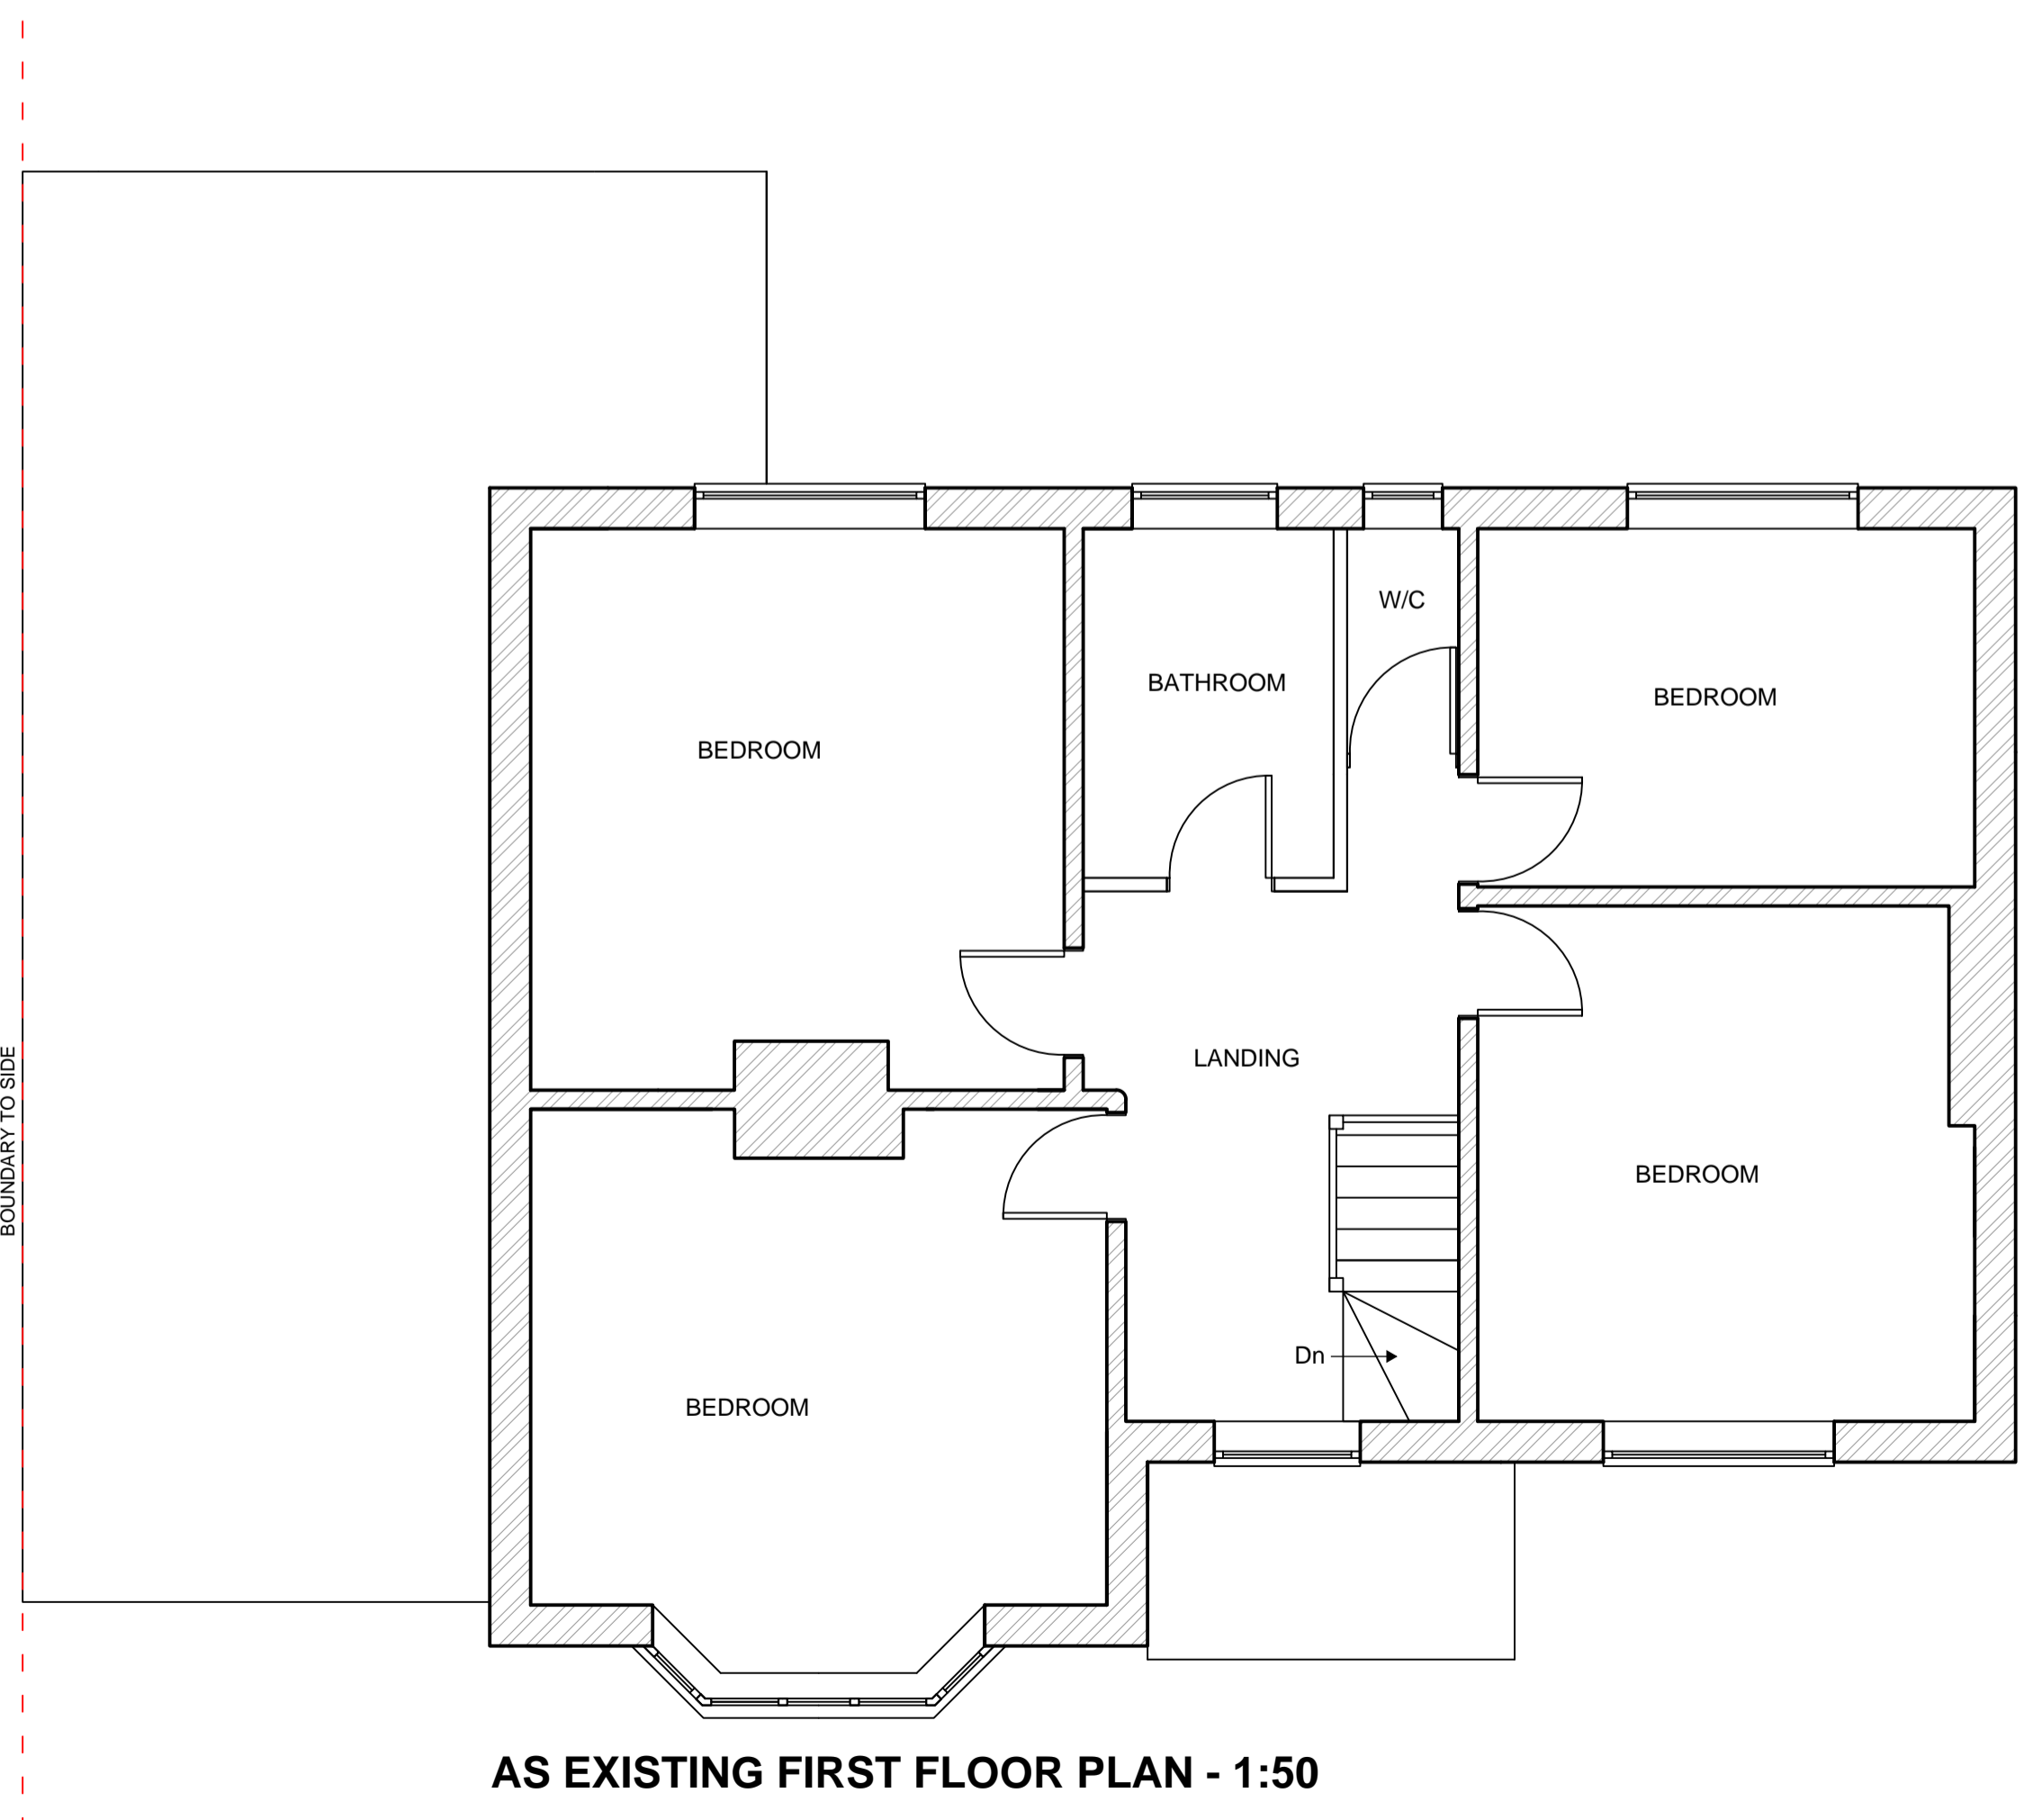 W/C
BATHROOM
BEDROOM
BEDROOM
LANDING
BOUNDARY TO SIDE
BEDROOM
Dn
BEDROOM
AS EXISTING FIRST FLOOR PLAN - 1:50